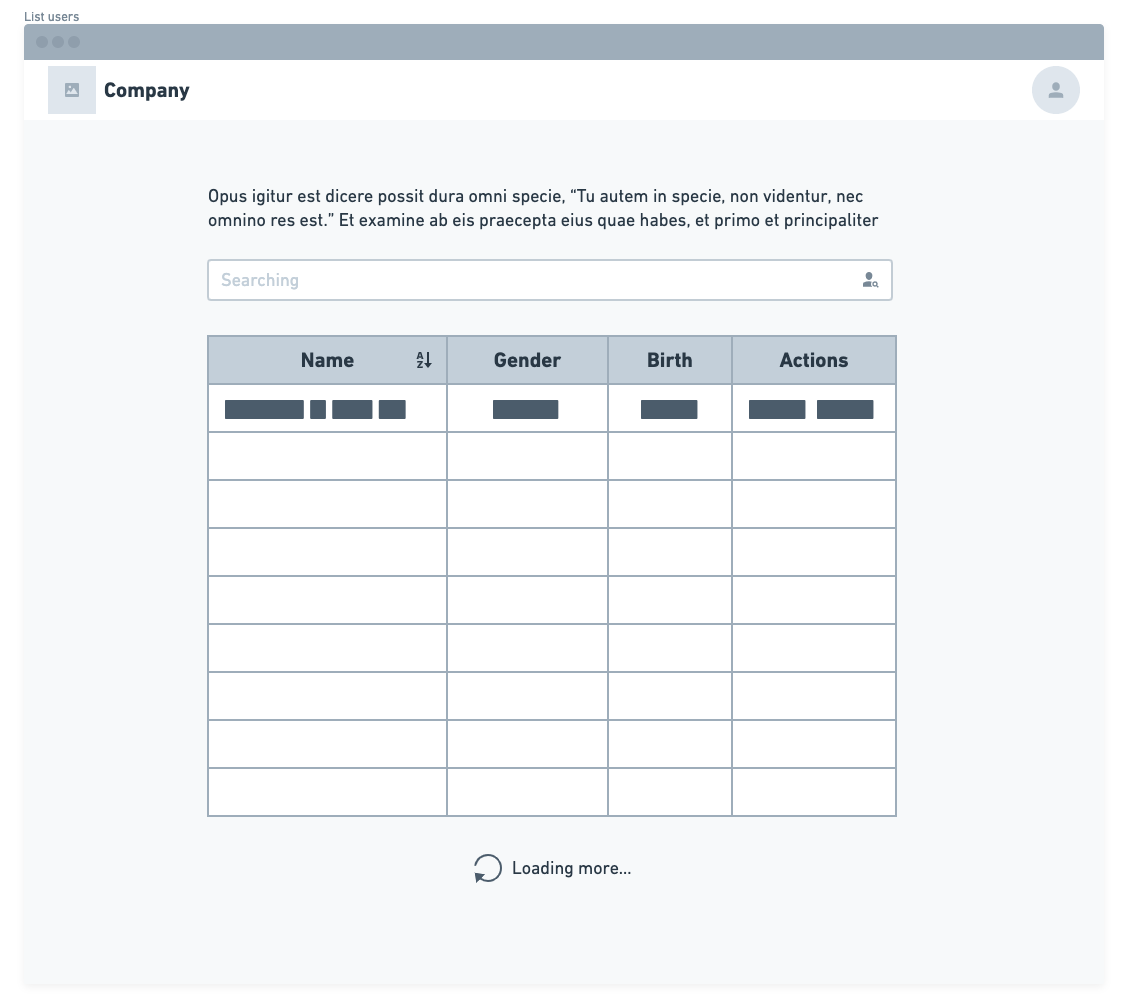 List users
Company
Opus igitur est dicere possit dura omni specie, “Tu autem in specie, non videntur, nec
omnino res est.” Et examine ab eis praecepta eius quae habes, et primo et principaliter
Searching
Name AZ Gender Birth Actions
Loading more...